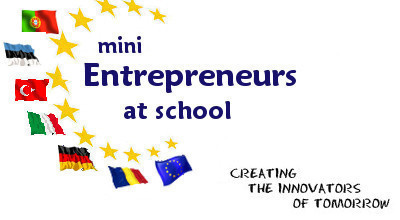 mini
Entrepreneurs
at school
CREATING
THE INNOVATORS
OF TOMORROW